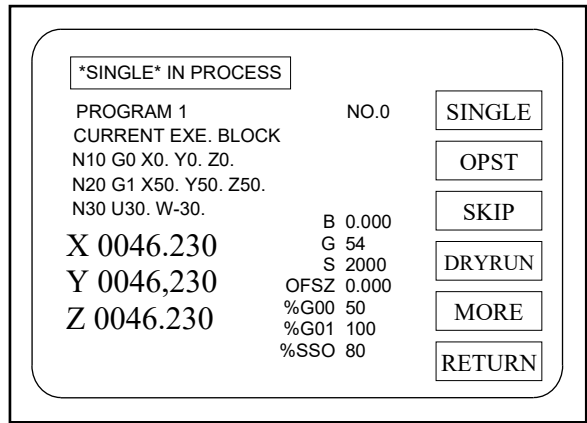 *SINGLE* IN PROCESS
PROGRAM 1 NO.0
CURRENT EXE. BLOCK
N10 G0 X0. Y0. Z0.
N20 G1 X50. Y50. Z50.
N30 U30. W-30.
X 0046.230
Y 0046,230
Z 0046.230
B 0.000
G 54
S 2000
OFSZ 0.000
%G00 50
%G01 100
%SSO 80
SINGLE
OPST
SKIP
DRYRUN
MORE
RETURN